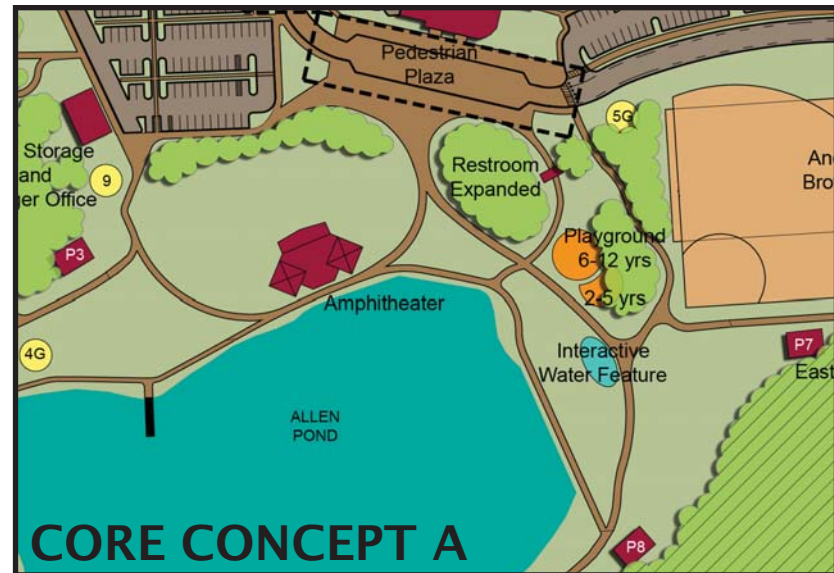 Pedestrian
Plaza
5G
Storage
and
ger Office
9
Restroom
Expanded
An
Bro
P3
Playground
6-12 yrs
2-5 yrs
Amphitheater
4G
Interactive
Water Feature
P7
East
ALLEN
POND
CORE CONCEPT A
P8